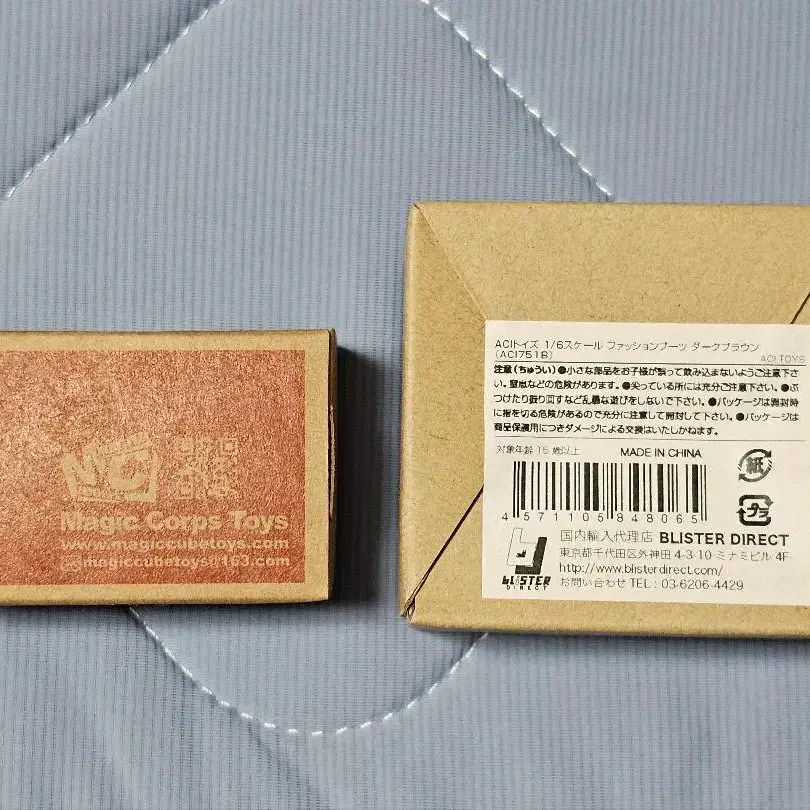 MC
Magic Corps Toys
www.magiccubetoys.com
magiccubetoys@163.com
ACIトイズ 1/6スケール ファッションブーツ ダークブラウン
(ACI751B)
ACI TOYS
注意(ちゅうい)●小さな部品をお子様が誤って飲み込まないようご注意下さ
い。窒息などの危険があります。●尖っている所には充分ご注意下さい。●ぶ
つけたり振り回すなど乱暴な遊びをしないで下さい。●パッケージは開封時
に指を切る危険があるので充分に注意して開封して下さい。●パッケージは
商品保護用につきダメージによる交換はいたしかねます。
対象年齢 15 歳以上
MADE IN CHINA
紙
プラ
4 571105 848065
国内輸入代理店 BLISTER DIRECT
東京都千代田区外神田 4-3-10 ミナミビル 4F
http://www.blisterdirect.com/
お問い合わせ TEL : 03-6206-4429
BLISTER
DIRECT